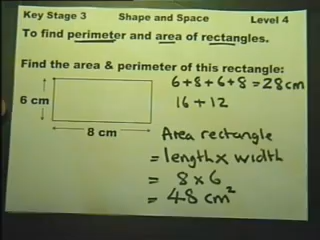 Key Stage 3 Shape and Space Level 4
To find perimeter and area of rectangles.
Find the area & perimeter of this rectangle:
6 + 8 + 6 + 8 = 28 cm
6 cm
16 + 12
8 cm
Area rectangle
= length x width
= 8 x 6
= 48 cm²